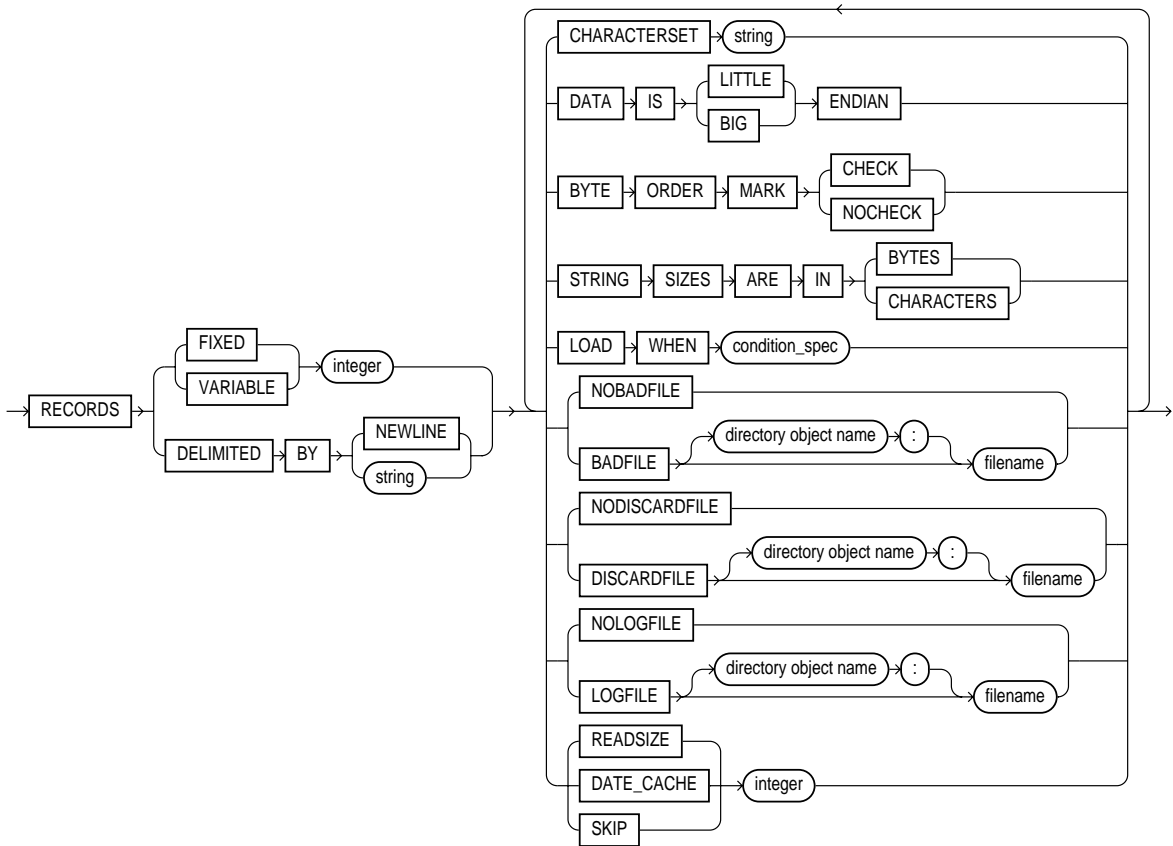 CHARACTERSET string
DATA IS LITTLE ENDIAN
BIG
BYTE ORDER MARK CHECK
NOCHECK
STRING SIZES ARE IN BYTES
CHARACTERS
LOAD WHEN condition_spec
RECORDS
FIXED
VARIABLE
integer
DELIMITED BY NEWLINE
string
NOBADFILE
BADFILE directory object name : filename
NODISCARDFILE
DISCARDFILE directory object name : filename
NOLOGFILE
LOGFILE directory object name : filename
READSIZE
DATE_CACHE integer
SKIP